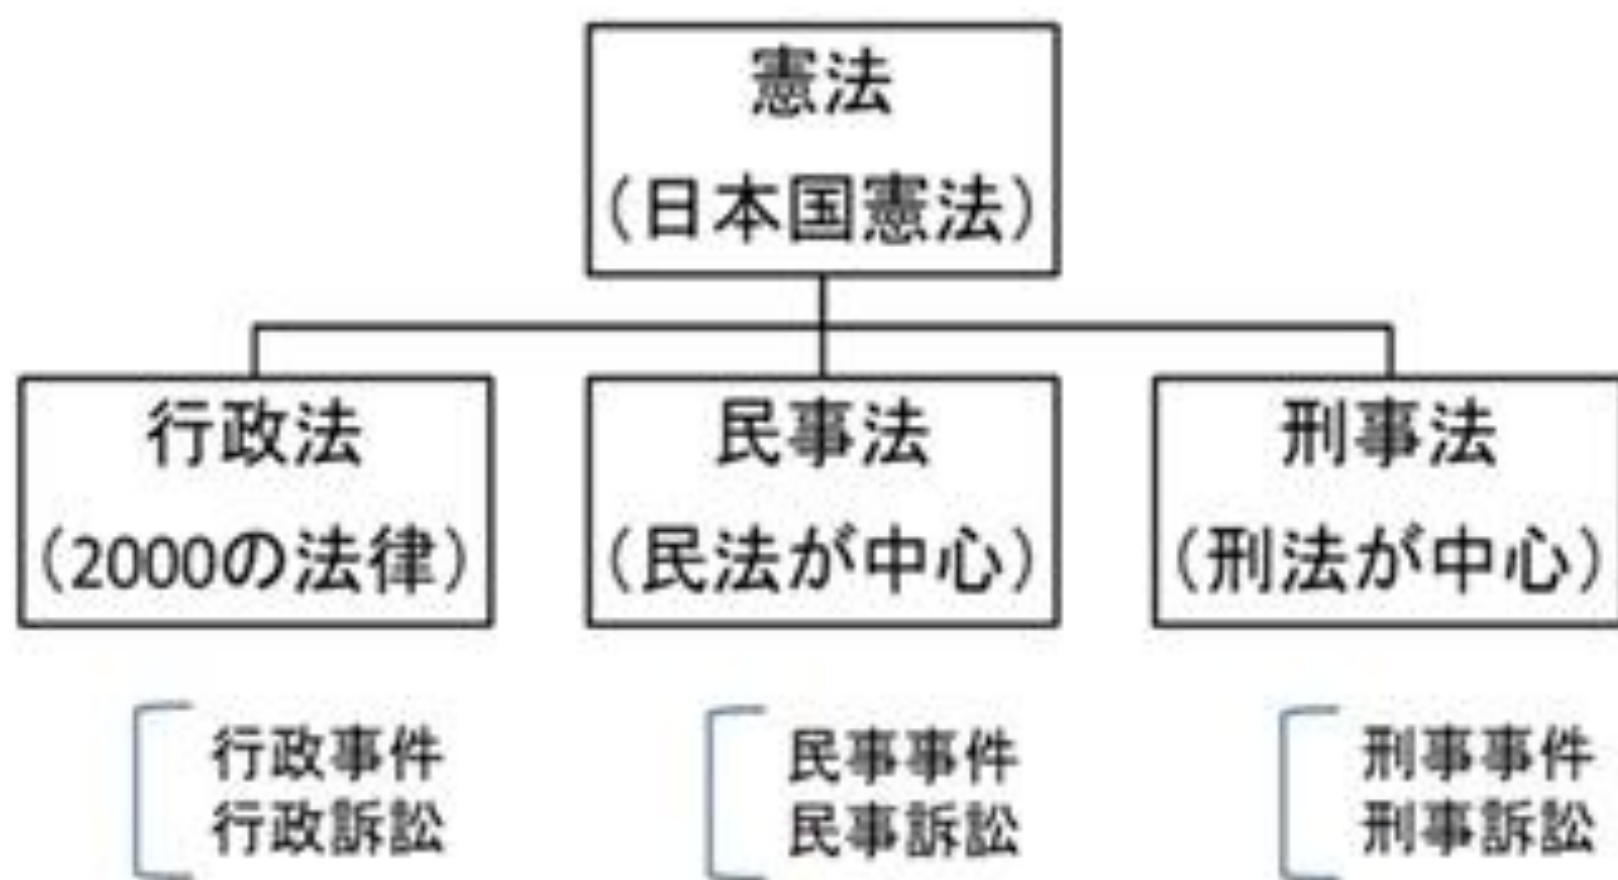 憲法
（日本国憲法）
行政法
（2000の法律）
民事法
（民法が中心）
刑事法
（刑法が中心）
行政事件
行政訴訟
民事事件
民事訴訟
刑事事件
刑事訴訟